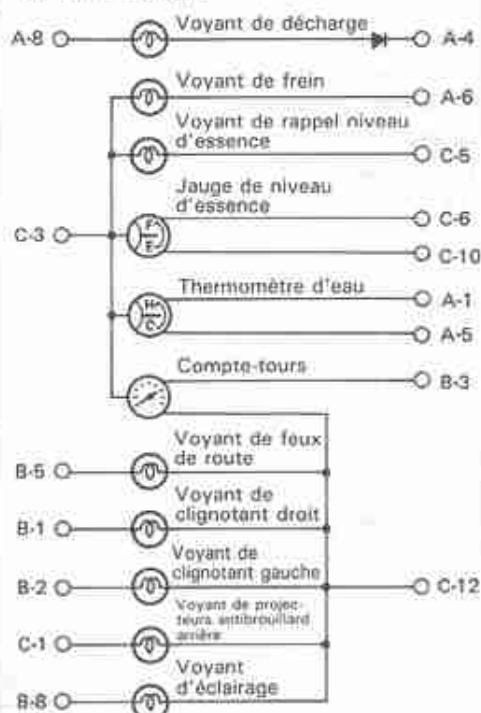 Voyant de décharge
A-8 A-4
Voyant de frein
A-6
Voyant de rappel niveau
d'essence
C-5
Jauge de niveau
d'essence
C-6
C-3
F
E
C-10
Thermomètre d'eau
A-1
H
C
A-5
Compte-tours
B-3
Voyant de feux
de route
B-5
Voyant de
clignotant droit
B-1
Voyant de
clignotant gauche
B-2 C-12
Voyant de projec-
teurs antibrouillard
arrière
C-1
Voyant
d'éclairage
B-8